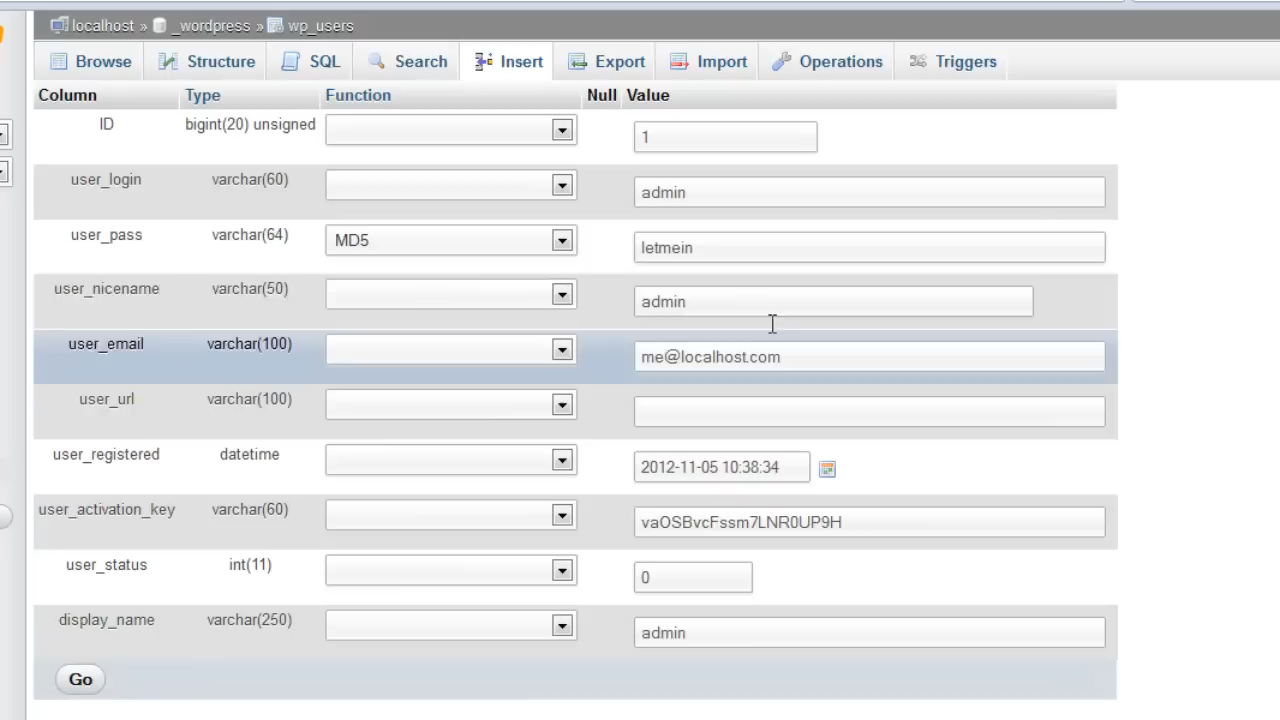 localhost » _wordpress » wp_users
Browse Structure SQL Search Insert Export Import Operations Triggers
Column Type Function Null Value
ID bigint(20) unsigned 1
user_login varchar(60) admin
user_pass varchar(64) MD5 letmein
user_nicename varchar(50) admin
user_email varchar(100) me@localhost.com
user_url varchar(100)
user_registered datetime 2012-11-05 10:38:34
user_activation_key varchar(60) vaOSBvcFssm7LNR0UP9H
user_status int(11) 0
display_name varchar(250) admin
Go